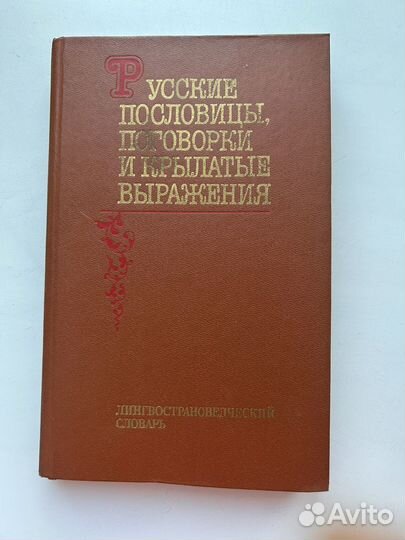 РУССКИЕ
ПОСЛОВИЦЫ,
ПОГОВОРКИ
И КРЫЛАТЫЕ
ВЫРАЖЕНИЯ
ЛИНГВОСТРАНОВЕДЧЕСКИЙ
СЛОВАРЬ
Avito